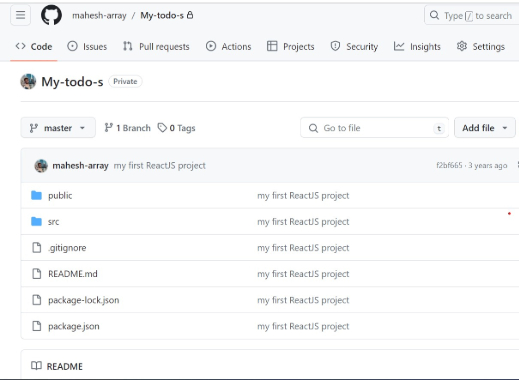 mahesh-array / My-todo-s Type / to search
Code Issues Pull requests Actions Projects Security Insights Settings
My-todo-s Private
master 1 Branch 0 Tags Go to file t Add file
mahesh-array my first ReactJS project f2bf665 · 3 years ago
public my first ReactJS project
src my first ReactJS project
.gitignore my first ReactJS project
README.md my first ReactJS project
package-lock.json my first ReactJS project
package.json my first ReactJS project
README